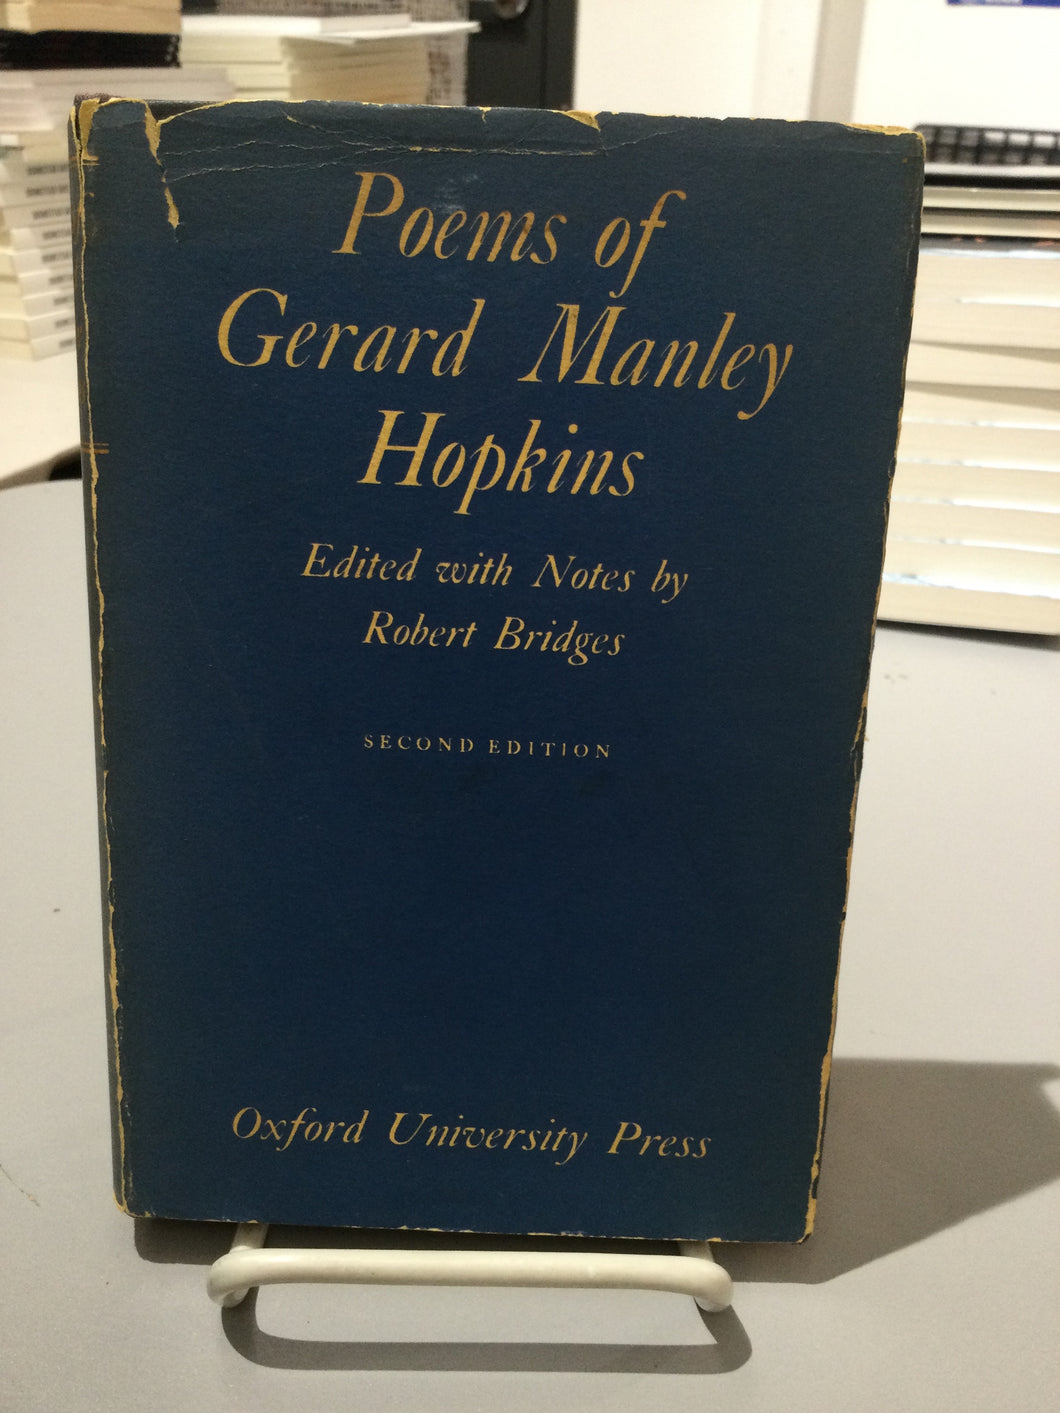 Poems of
Gerard Manley
Hopkins
Edited with Notes by
Robert Bridges
SECOND EDITION
Oxford University Press